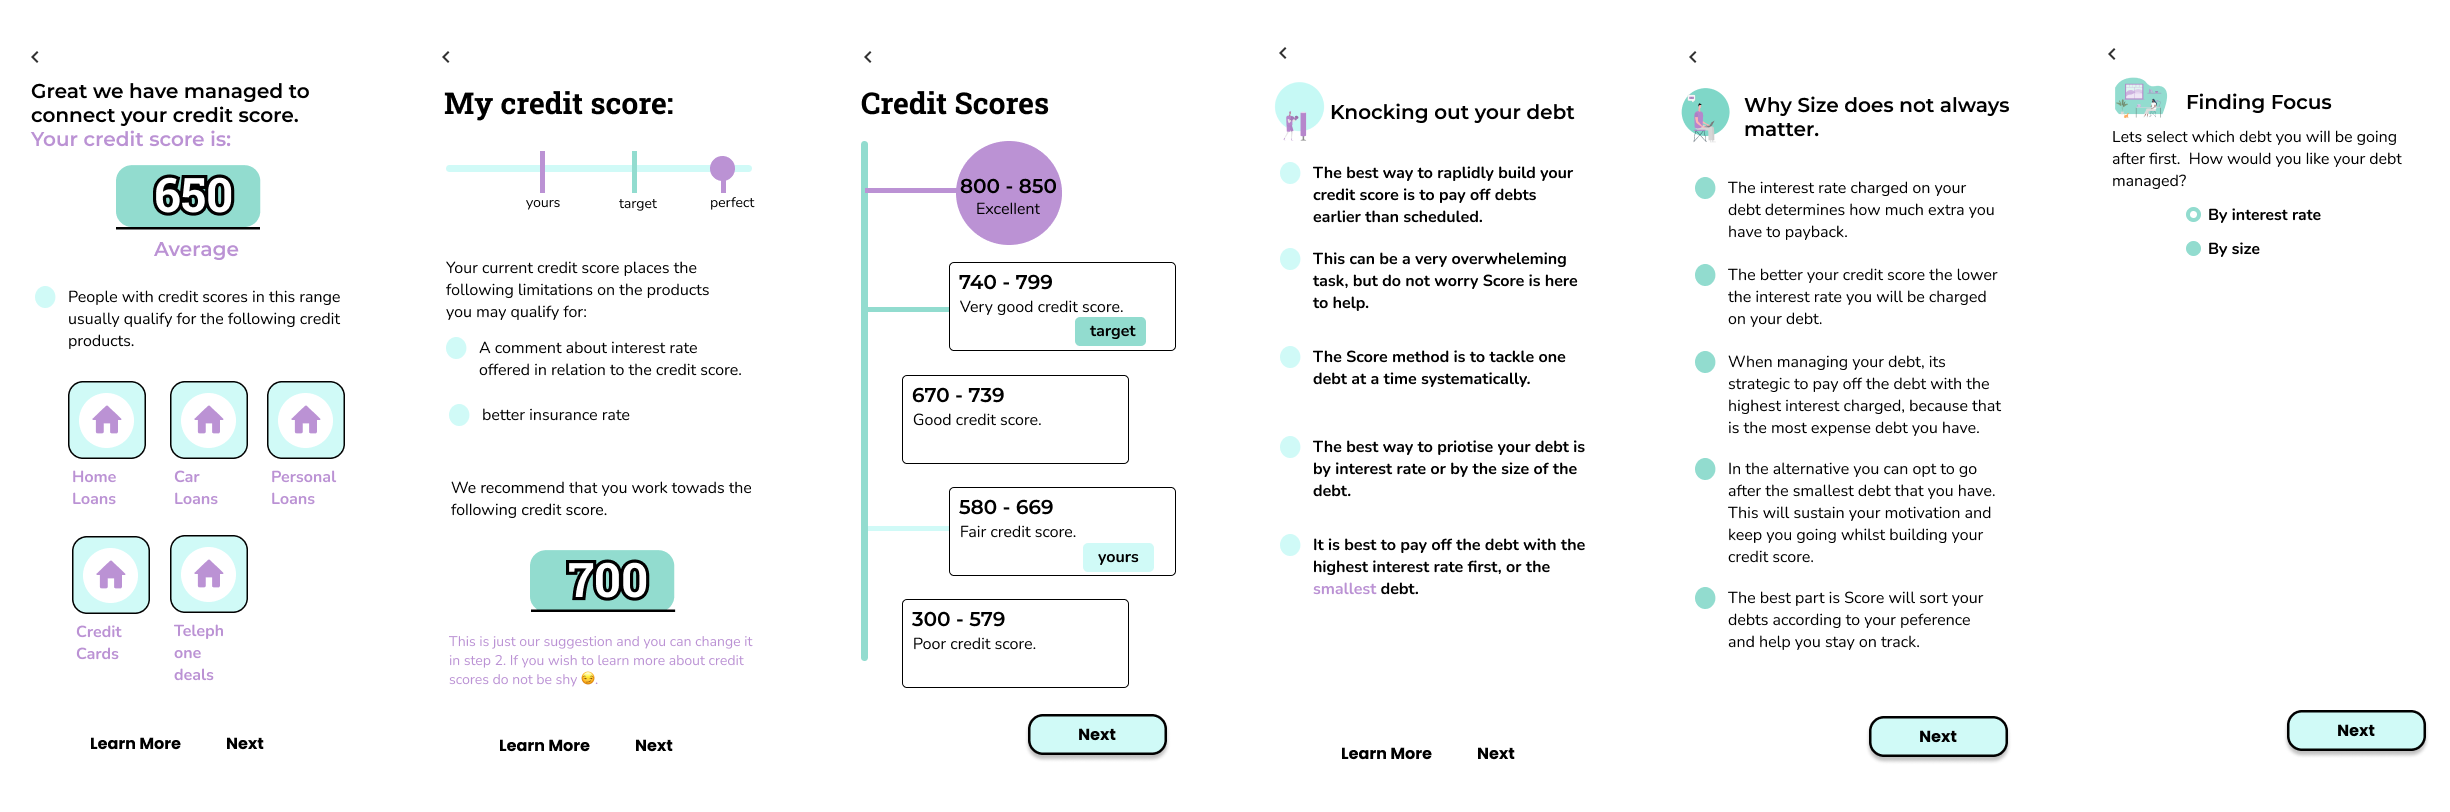 Great we have managed to
connect your credit score.
Your credit score is:
650
Average
People with credit scores in this range
usually qualify for the following credit
products.
Home
Loans
Car
Loans
Personal
Loans
Credit
Cards
Teleph
one
deals
Learn More
Next
My credit score:
yours
target
perfect
Your current credit score places the
following limitations on the products
you may qualify for:
A comment about interest rate
offered in relation to the credit score.
better insurance rate
We recommend that you work towads the
following credit score.
700
This is just our suggestion and you can change it
in step 2. If you wish to learn more about credit
scores do not be shy 😏.
Learn More
Next
Credit Scores
800 - 850
Excellent
740 - 799
Very good credit score.
target
670 - 739
Good credit score.
580 - 669
Fair credit score.
yours
300 - 579
Poor credit score.
Next
Knocking out your debt
The best way to raplidly build your
credit score is to pay off debts
earlier than scheduled.
This can be a very overwheleming
task, but do not worry Score is here
to help.
The Score method is to tackle one
debt at a time systematically.
The best way to priotise your debt is
by interest rate or by the size of the
debt.
It is best to pay off the debt with the
highest interest rate first, or the
smallest debt.
Learn More
Next
Why Size does not always
matter.
The interest rate charged on your
debt determines how much extra you
have to payback.
The better your credit score the lower
the interest rate you will be charged
on your debt.
When managing your debt, its
strategic to pay off the debt with the
highest interest charged, because that
is the most expense debt you have.
In the alternative you can opt to go
after the smallest debt that you have.
This will sustain your motivation and
keep you going whilst building your
credit score.
The best part is Score will sort your
debts according to your peference
and help you stay on track.
Next
Finding Focus
Lets select which debt you will be going
after first.  How would you like your debt
managed?
By interest rate
By size
Next